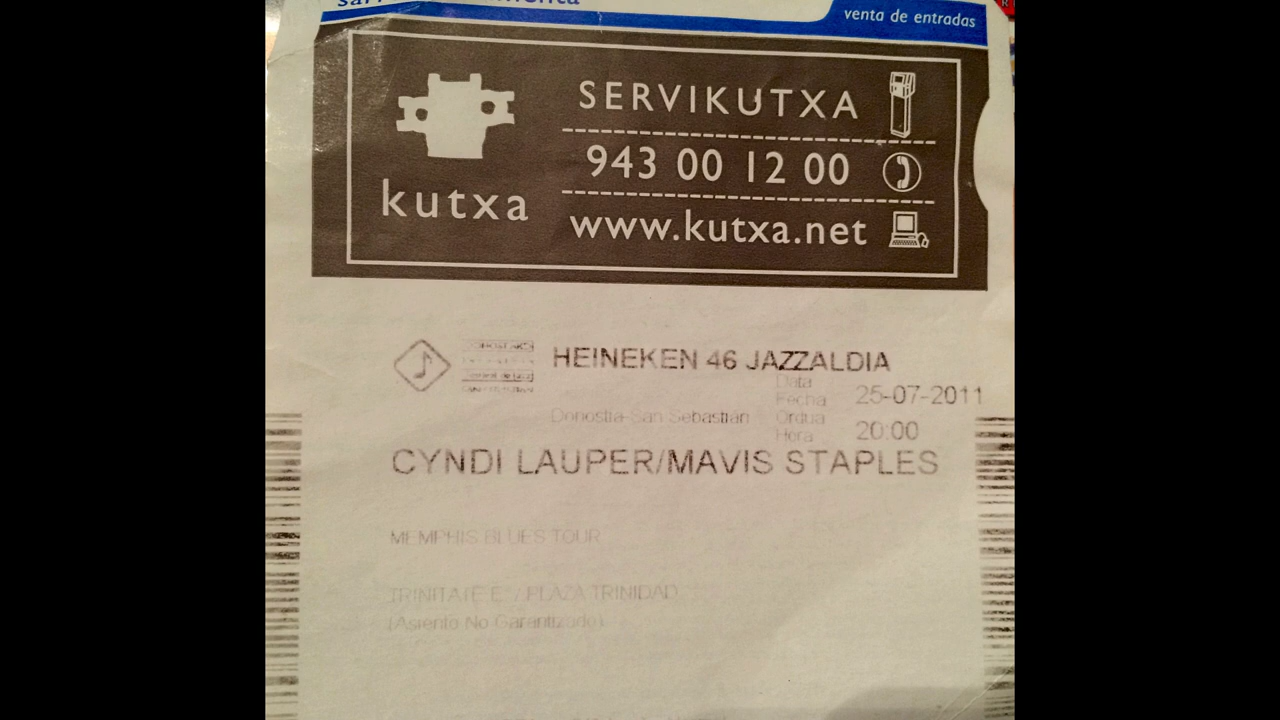 venta de entradas
SERVIKUTXA
943 00 12 00
kutxa
www.kutxa.net
HEINEKEN 46 JAZZALDIA
Data
Fecha 25-07-2011
Donostia-San Sebastián
Ordua
Hora 20:00
CYNDI LAUPER/MAVIS STAPLES
MEMPHIS BLUES TOUR
TRINITATE E. / PLAZA TRINIDAD
(Asiento No Garantizado)